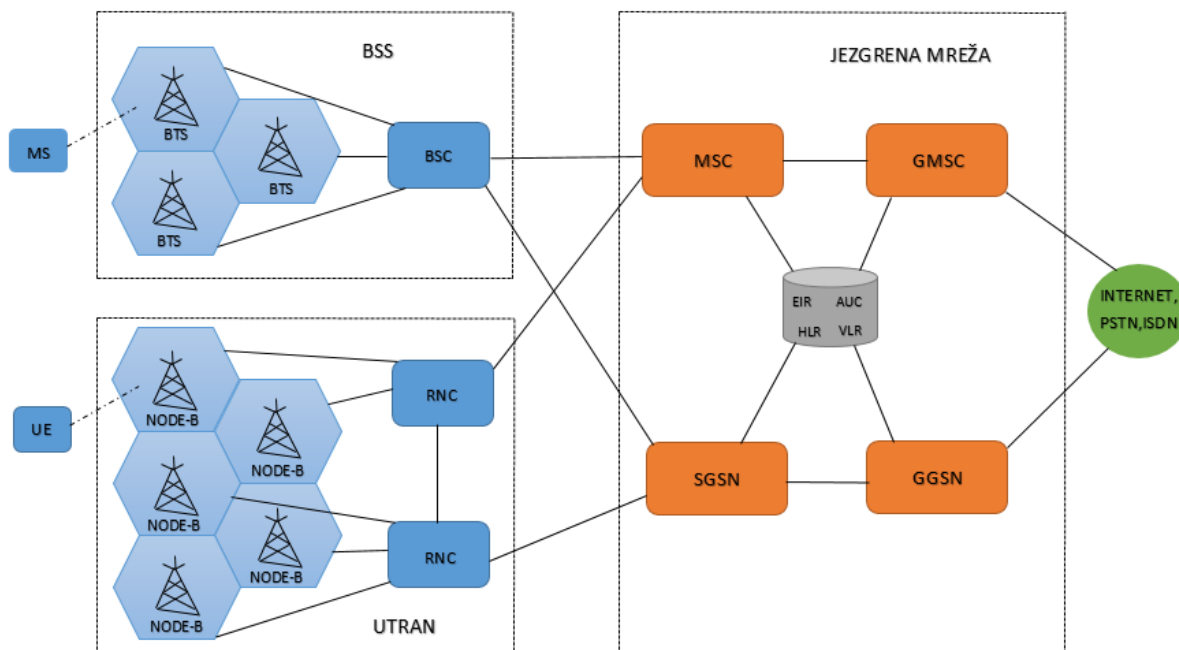 BSS
JEZGRENA MREŽA
BTS
MS
BTS
BSC
MSC
GMSC
BTS
EIR AUC
HLR VLR
INTERNET,
PSTN,ISDN
NODE-B
RNC
UE
NODE-B
SGSN
GGSN
NODE-B
NODE-B
RNC
NODE-B
UTRAN